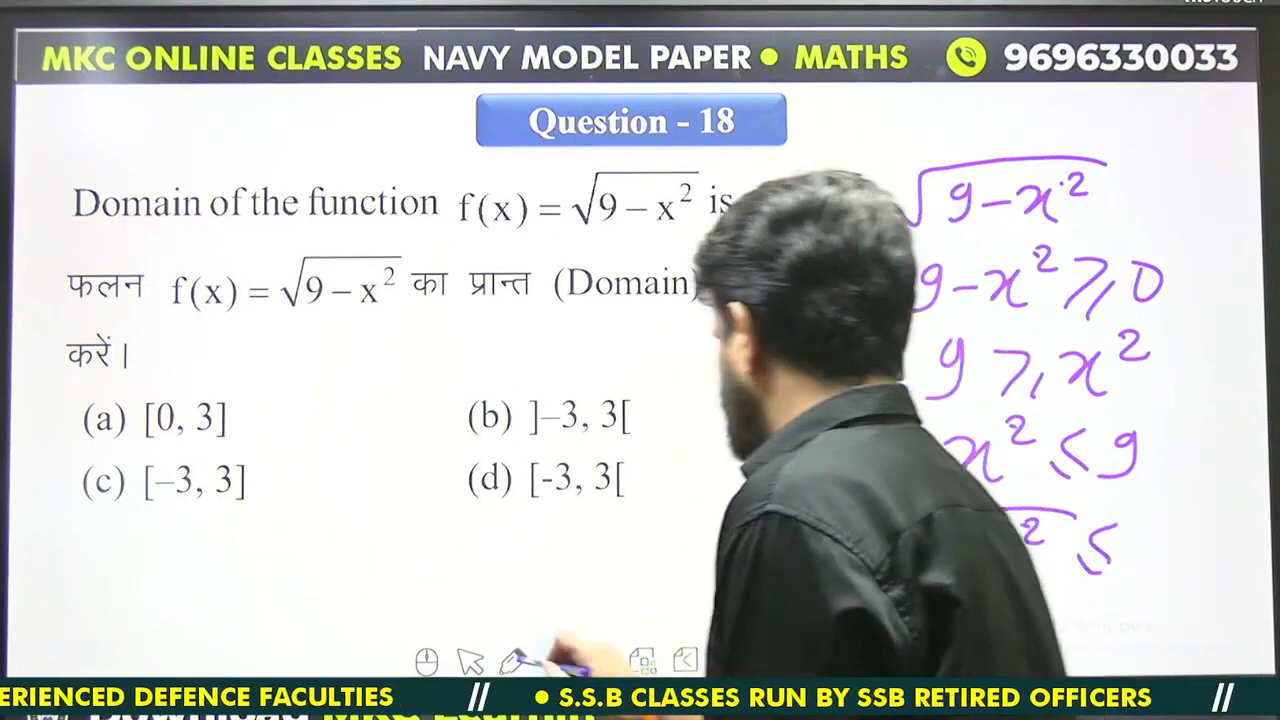 MKC ONLINE CLASSES NAVY MODEL PAPER ● MATHS 9696330033
Question - 18
Domain of the function f(x) = √(9 – x²) is
फलन f(x) = √(9 – x²) का प्रान्त (Domain)
करें।
(a) [0, 3]
(b) ]–3, 3[
(c) [–3, 3]
(d) [-3, 3[
√(9-x²)
9-x² ≥ 0
9 ≥ x²
x² ≤ 9
² ≤
ERIENCED DEFENCE FACULTIES // ● S.S.B CLASSES RUN BY SSB RETIRED OFFICERS //